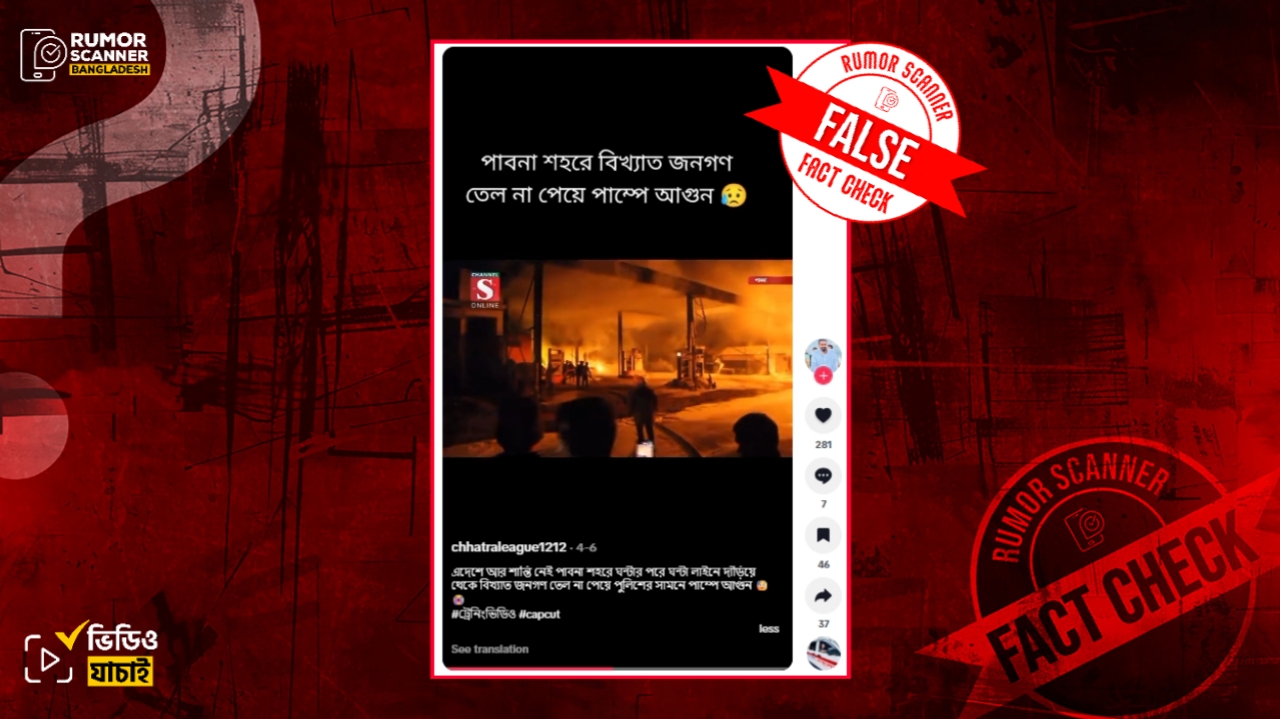 RUMOR
SCANNER
BANGLADESH
RUMOR SCANNER
FALSE
FACT CHECK
পাবনা শহরে বিখ্যাত জনগণ
তেল না পেয়ে পাম্পে আগুন 😥
CHANNEL
S
ONLINE
281
7
46
37
chhatraleague1212 · 4-6
এদেশে আর শান্তি নেই পাবনা শহরে ঘন্টার পরে ঘন্টা লাইনে দাঁড়িয়ে
থেকে বিখ্যাত জনগণ তেল না পেয়ে পুলিশের সামনে পাম্পে আগুন
#ট্রেনিংভিডিও #capcut
less
See translation
ভিডিও
যাচাই
RUMOR SCANNER
FACT CHECK